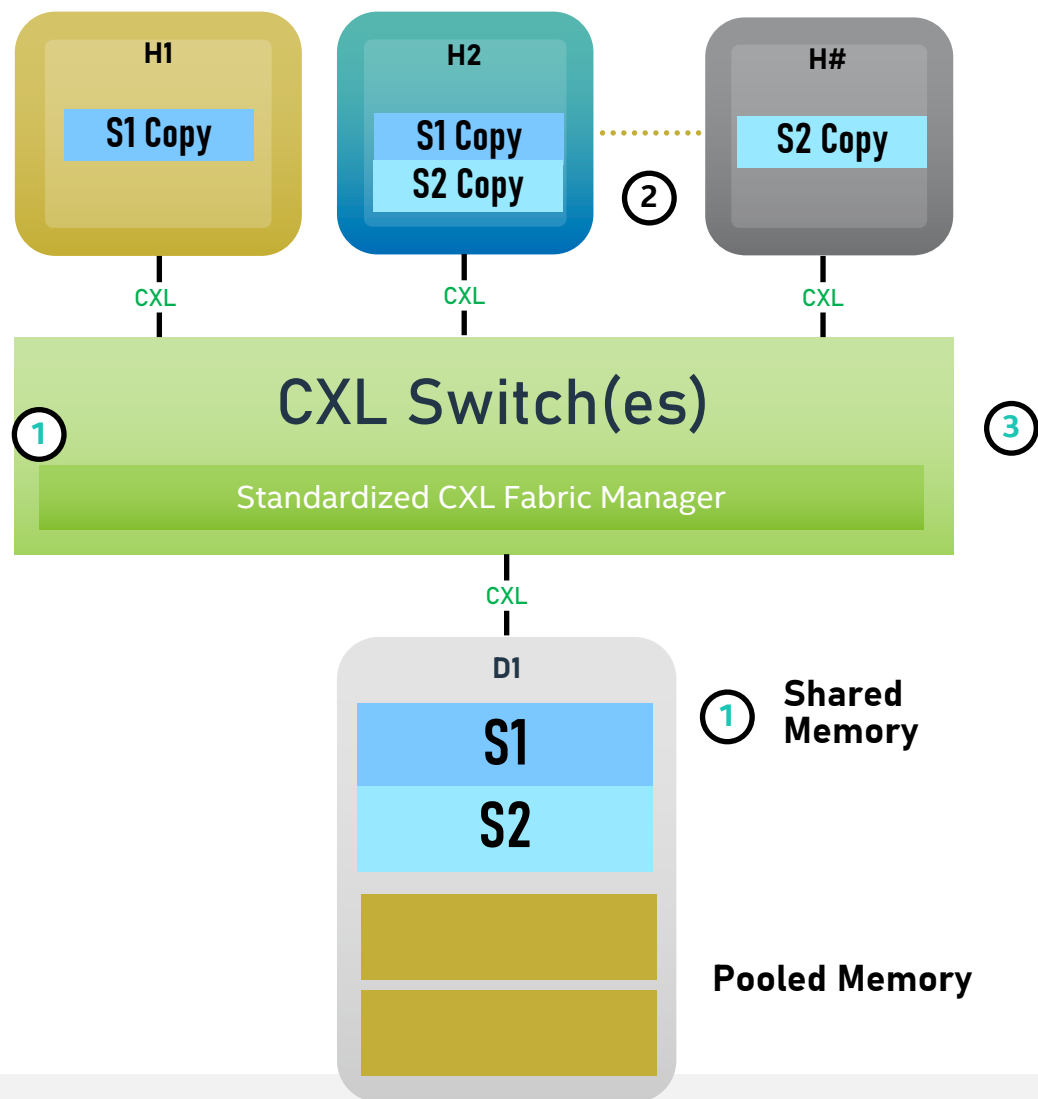 H1
H2
H#
S1 Copy
S1 Copy
S2 Copy
S2 Copy
2
CXL
CXL
CXL
CXL Switch(es)
1
3
Standardized CXL Fabric Manager
CXL
D1
S1
S2
1
Shared
Memory
Pooled Memory